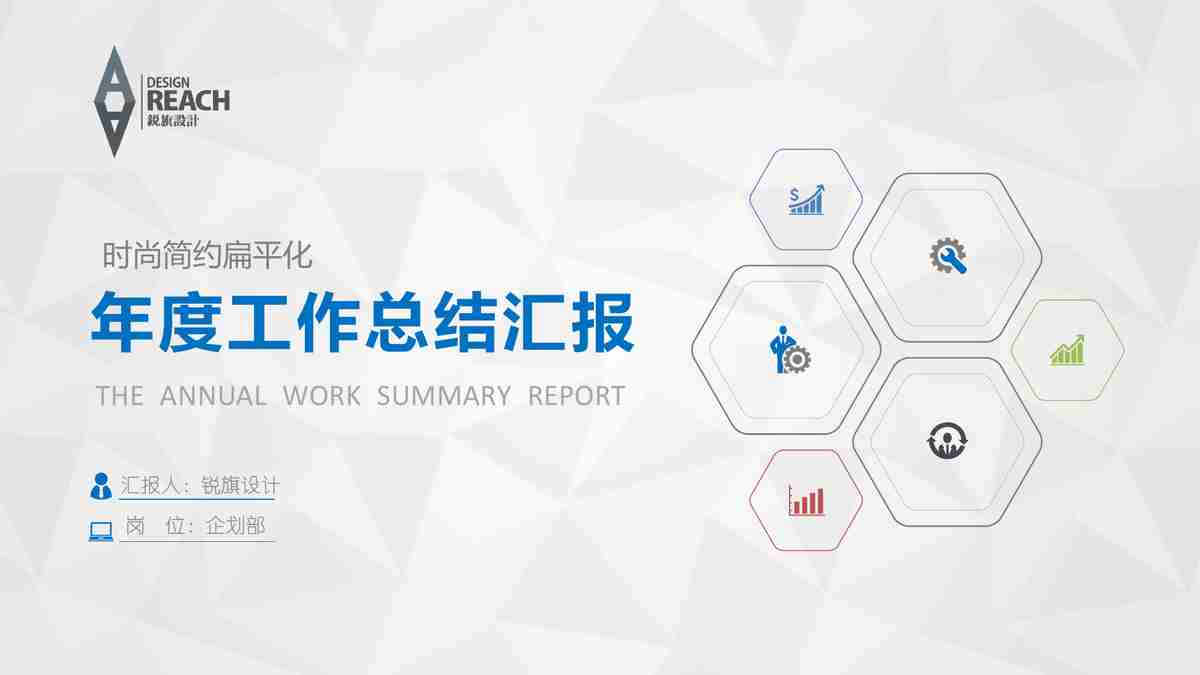 DESIGN
REACH
鋭旗設計
时尚简约扁平化
年度工作总结汇报
THE ANNUAL WORK SUMMARY REPORT
汇报人：锐旗设计
岗 位：企划部
$